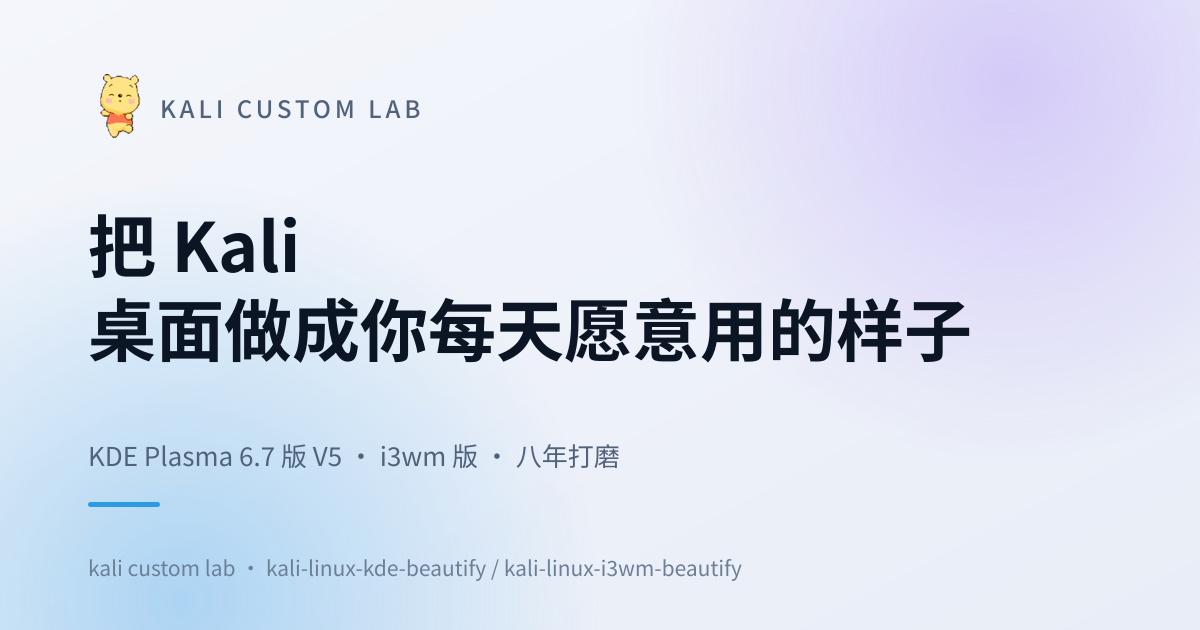 KALI CUSTOM LAB
把 Kali
桌面做成你每天愿意用的样子
KDE Plasma 6.7 版 V5 · i3wm 版 · 八年打磨
kali custom lab · kali-linux-kde-beautify / kali-linux-i3wm-beautify